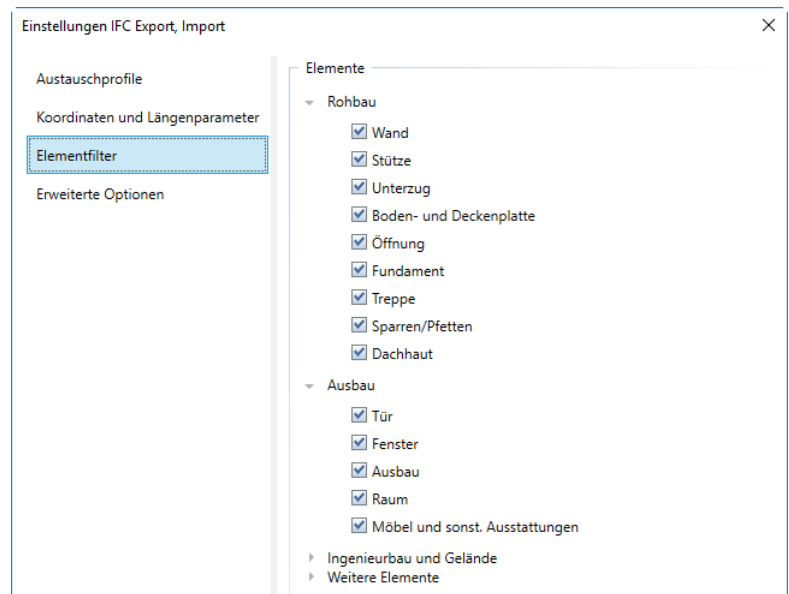 Einstellungen IFC Export, Import
Austauschprofile
Koordinaten und Längenparameter
Elementfilter
Erweiterte Optionen
Elemente
Rohbau
Wand
Stütze
Unterzug
Boden- und Deckenplatte
Öffnung
Fundament
Treppe
Sparren/Pfetten
Dachhaut
Ausbau
Tür
Fenster
Ausbau
Raum
Möbel und sonst. Ausstattungen
Ingenieurbau und Gelände
Weitere Elemente